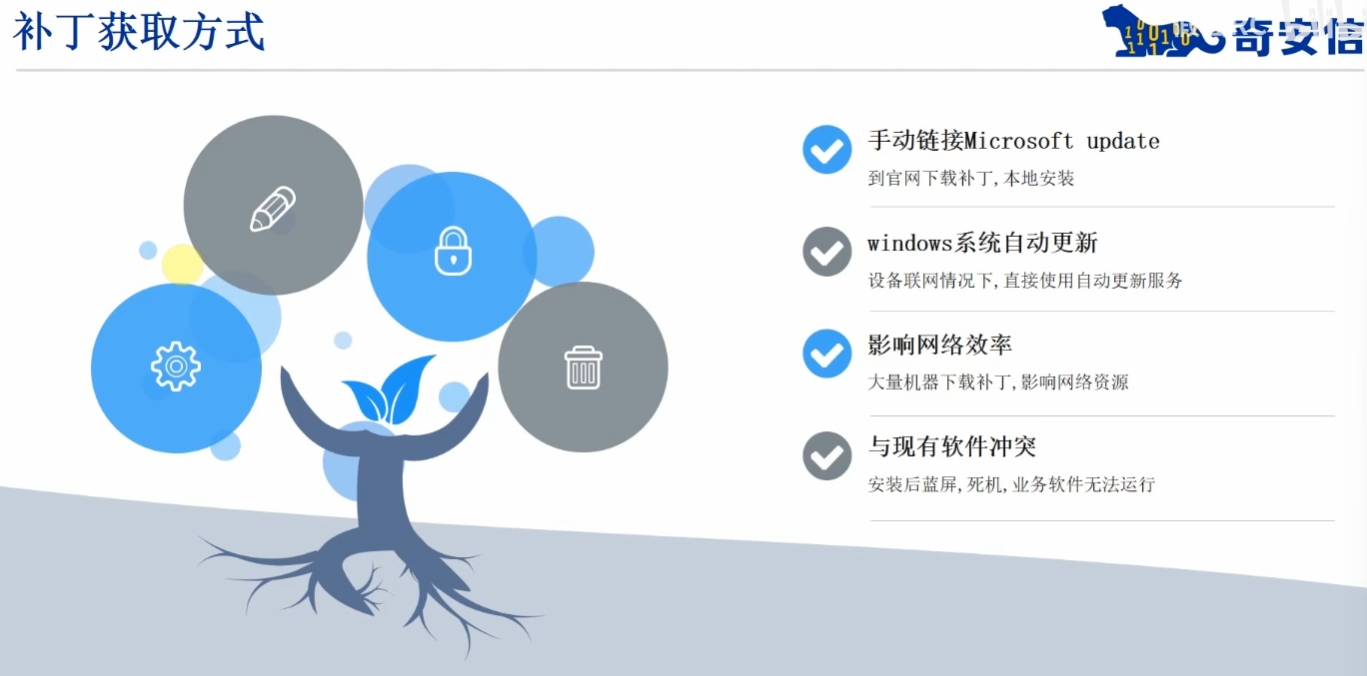 补丁获取方式
奇安信
手动链接Microsoft update
到官网下载补丁,本地安装
windows系统自动更新
设备联网情况下,直接使用自动更新服务
影响网络效率
大量机器下载补丁,影响网络资源
与现有软件冲突
安装后蓝屏,死机,业务软件无法运行